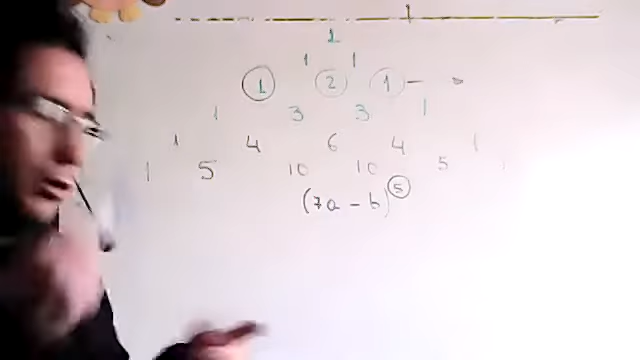 1
1 1
1 2 1
1 3 3 1
1 4 6 4 1
1 5 10 10 5 1
(7a - b)⁵